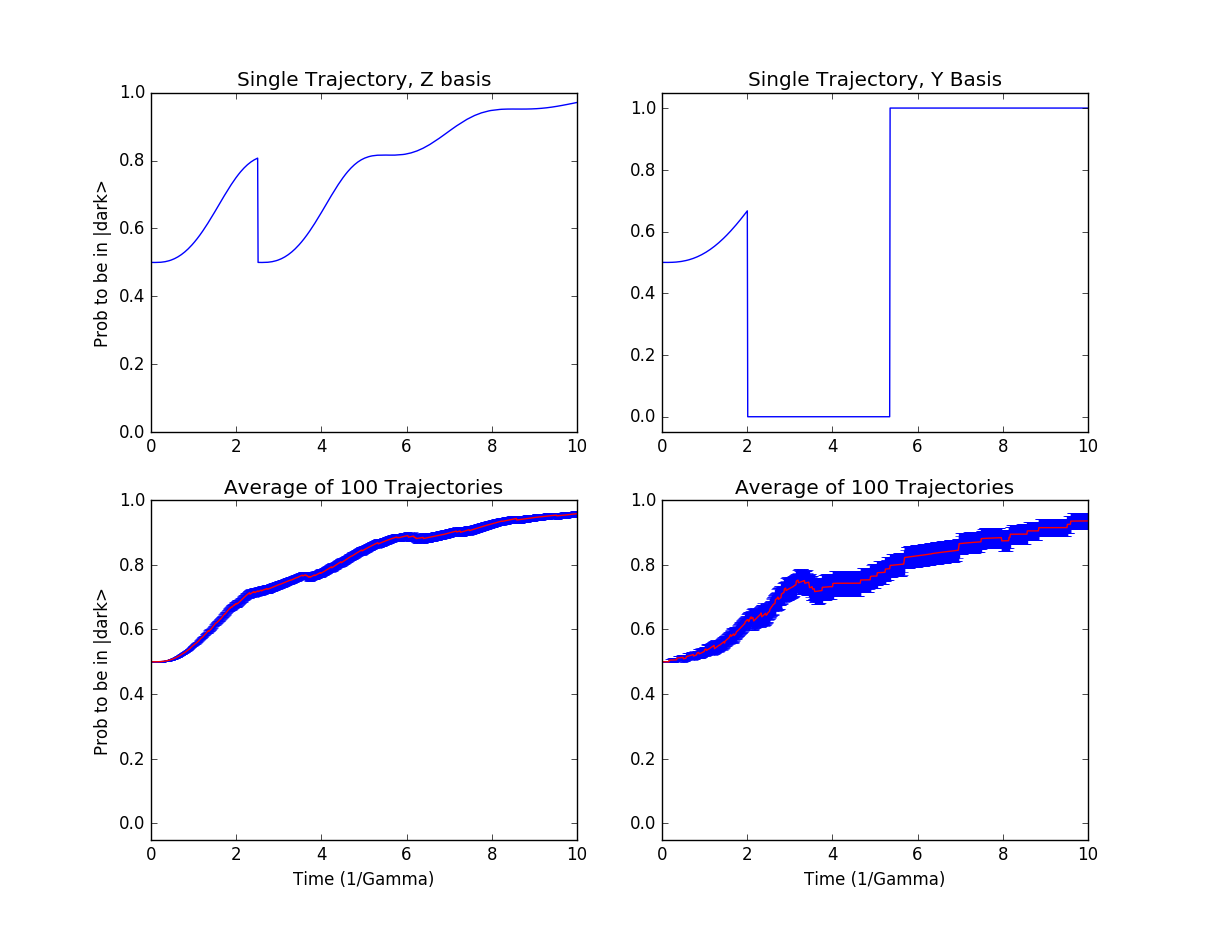 Single Trajectory, Z basis
Prob to be in |dark>
1.0
0.8
0.6
0.4
0.2
0.0
0 2 4 6 8 10
Single Trajectory, Y Basis
1.0
0.8
0.6
0.4
0.2
0.0
0 2 4 6 8 10
Average of 100 Trajectories
Prob to be in |dark>
1.0
0.8
0.6
0.4
0.2
0.0
0 2 4 6 8 10
Time (1/Gamma)
Average of 100 Trajectories
1.0
0.8
0.6
0.4
0.2
0.0
0 2 4 6 8 10
Time (1/Gamma)